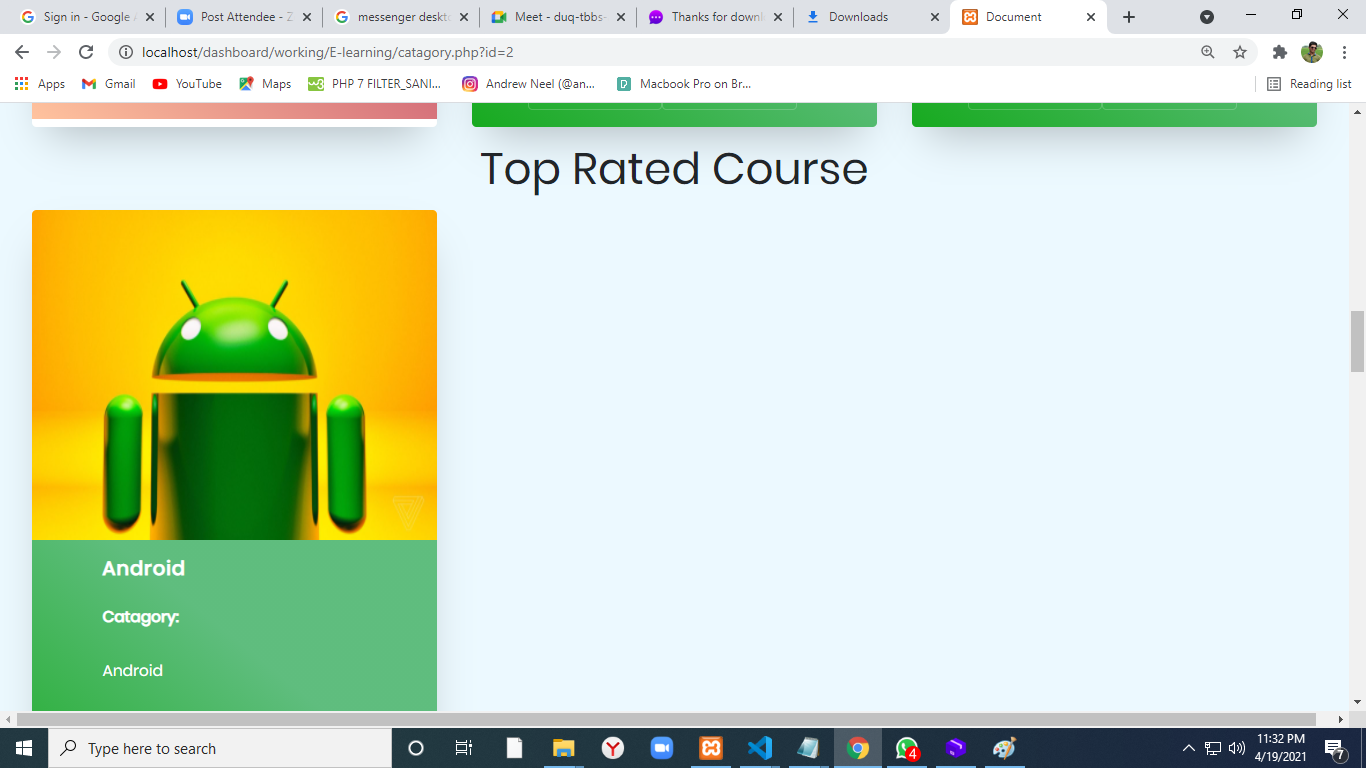 Sign in - Google A
Post Attendee - Z
messenger deskto
Meet - duq-tbbs-
Thanks for downl
Downloads
Document
localhost/dashboard/working/E-learning/catagory.php?id=2
Apps
Gmail
YouTube
Maps
PHP 7 FILTER_SANI...
Andrew Neel (@an...
Macbook Pro on Br...
Reading list
Top Rated Course
Android
Catagory:
Android
Type here to search
4
11:32 PM
4/19/2021
7